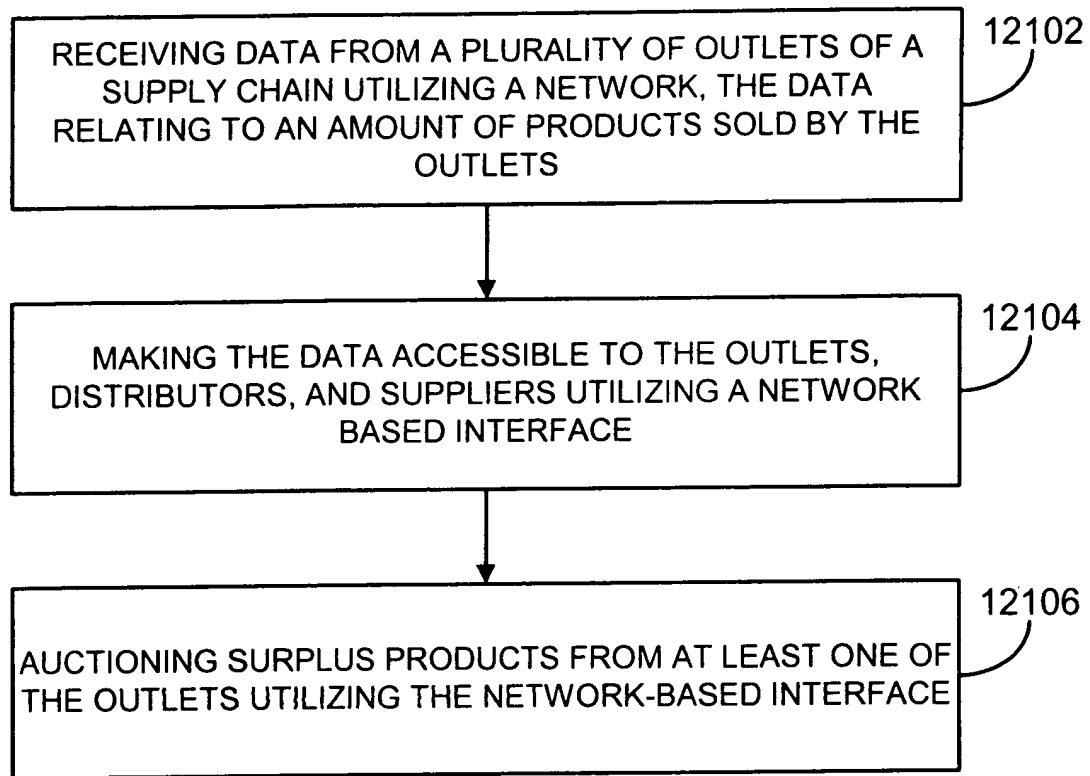 RECEIVING DATA FROM A PLURALITY OF OUTLETS OF A
SUPPLY CHAIN UTILIZING A NETWORK, THE DATA
RELATING TO AN AMOUNT OF PRODUCTS SOLD BY THE
OUTLETS
12102
MAKING THE DATA ACCESSIBLE TO THE OUTLETS,
DISTRIBUTORS, AND SUPPLIERS UTILIZING A NETWORK
BASED INTERFACE
12104
AUCTIONING SURPLUS PRODUCTS FROM AT LEAST ONE OF
THE OUTLETS UTILIZING THE NETWORK-BASED INTERFACE
12106